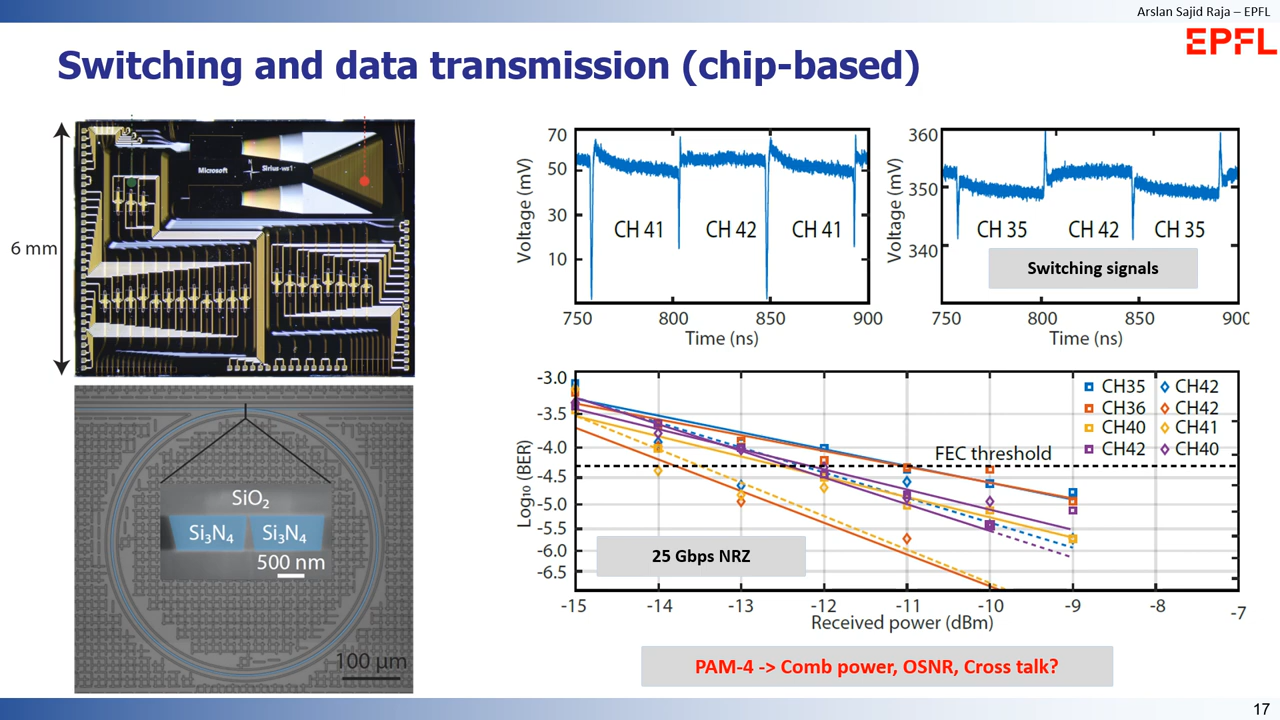 Arslan Sajid Raja – EPFL
EPFL
Switching and data transmission (chip-based)
6 mm
Microsoft
Sirius-ws1
SiO₂
Si₃N₄ Si₃N₄
500 nm
100 µm
70
50
30
10
Voltage (mV)
CH 41 CH 42 CH 41
750 800 850 900
Time (ns)
360
350
340
Voltage (mV)
CH 35 CH 42 CH 35
Switching signals
750 800 850 900
Time (ns)
-3.0
-3.5
-4.0
-4.5
-5.0
-5.5
-6.0
-6.5
Log₁₀ (BER)
CH35 CH42
CH36 CH42
CH40 CH41
CH42 CH40
FEC threshold
25 Gbps NRZ
-15 -14 -13 -12 -11 -10 -9 -8 -7
Received power (dBm)
PAM-4 -> Comb power, OSNR, Cross talk?
17